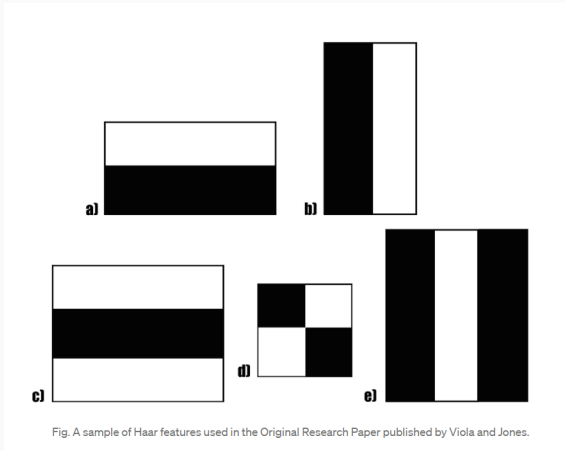 a)
b)
c)
d)
e)
Fig. A sample of Haar features used in the Original Research Paper published by Viola and Jones.